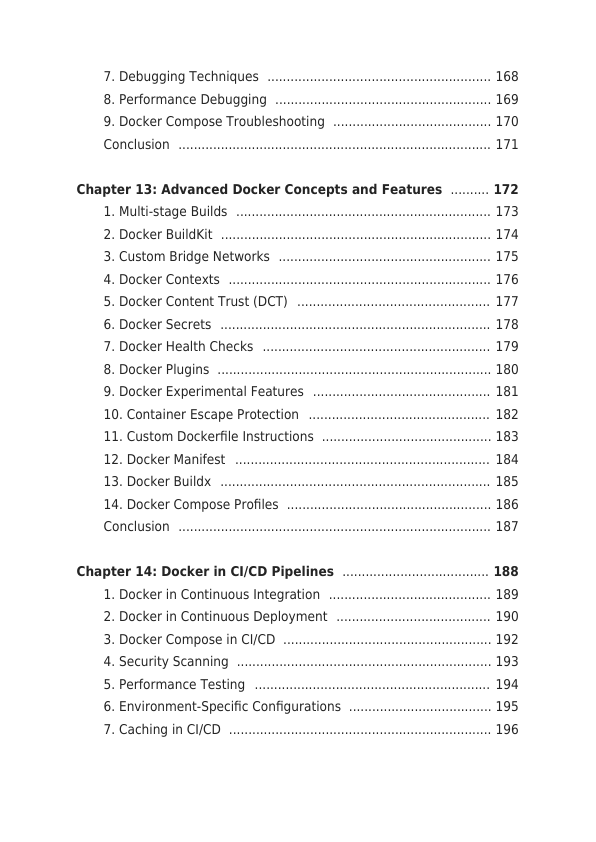 7. Debugging Techniques ........................................................... 168
8. Performance Debugging ......................................................... 169
9. Docker Compose Troubleshooting .......................................... 170
Conclusion .................................................................................. 171
Chapter 13: Advanced Docker Concepts and Features .......... 172
1. Multi-stage Builds ................................................................... 173
2. Docker BuildKit ....................................................................... 174
3. Custom Bridge Networks ........................................................ 175
4. Docker Contexts ..................................................................... 176
5. Docker Content Trust (DCT) ................................................... 177
6. Docker Secrets ....................................................................... 178
7. Docker Health Checks ............................................................ 179
8. Docker Plugins ........................................................................ 180
9. Docker Experimental Features ............................................... 181
10. Container Escape Protection ................................................ 182
11. Custom Dockerfile Instructions ............................................. 183
12. Docker Manifest ................................................................... 184
13. Docker Buildx ....................................................................... 185
14. Docker Compose Profiles ...................................................... 186
Conclusion .................................................................................. 187
Chapter 14: Docker in CI/CD Pipelines ...................................... 188
1. Docker in Continuous Integration ........................................... 189
2. Docker in Continuous Deployment .......................................... 190
3. Docker Compose in CI/CD ....................................................... 192
4. Security Scanning ................................................................... 193
5. Performance Testing .............................................................. 194
6. Environment-Specific Configurations ...................................... 195
7. Caching in CI/CD ..................................................................... 196